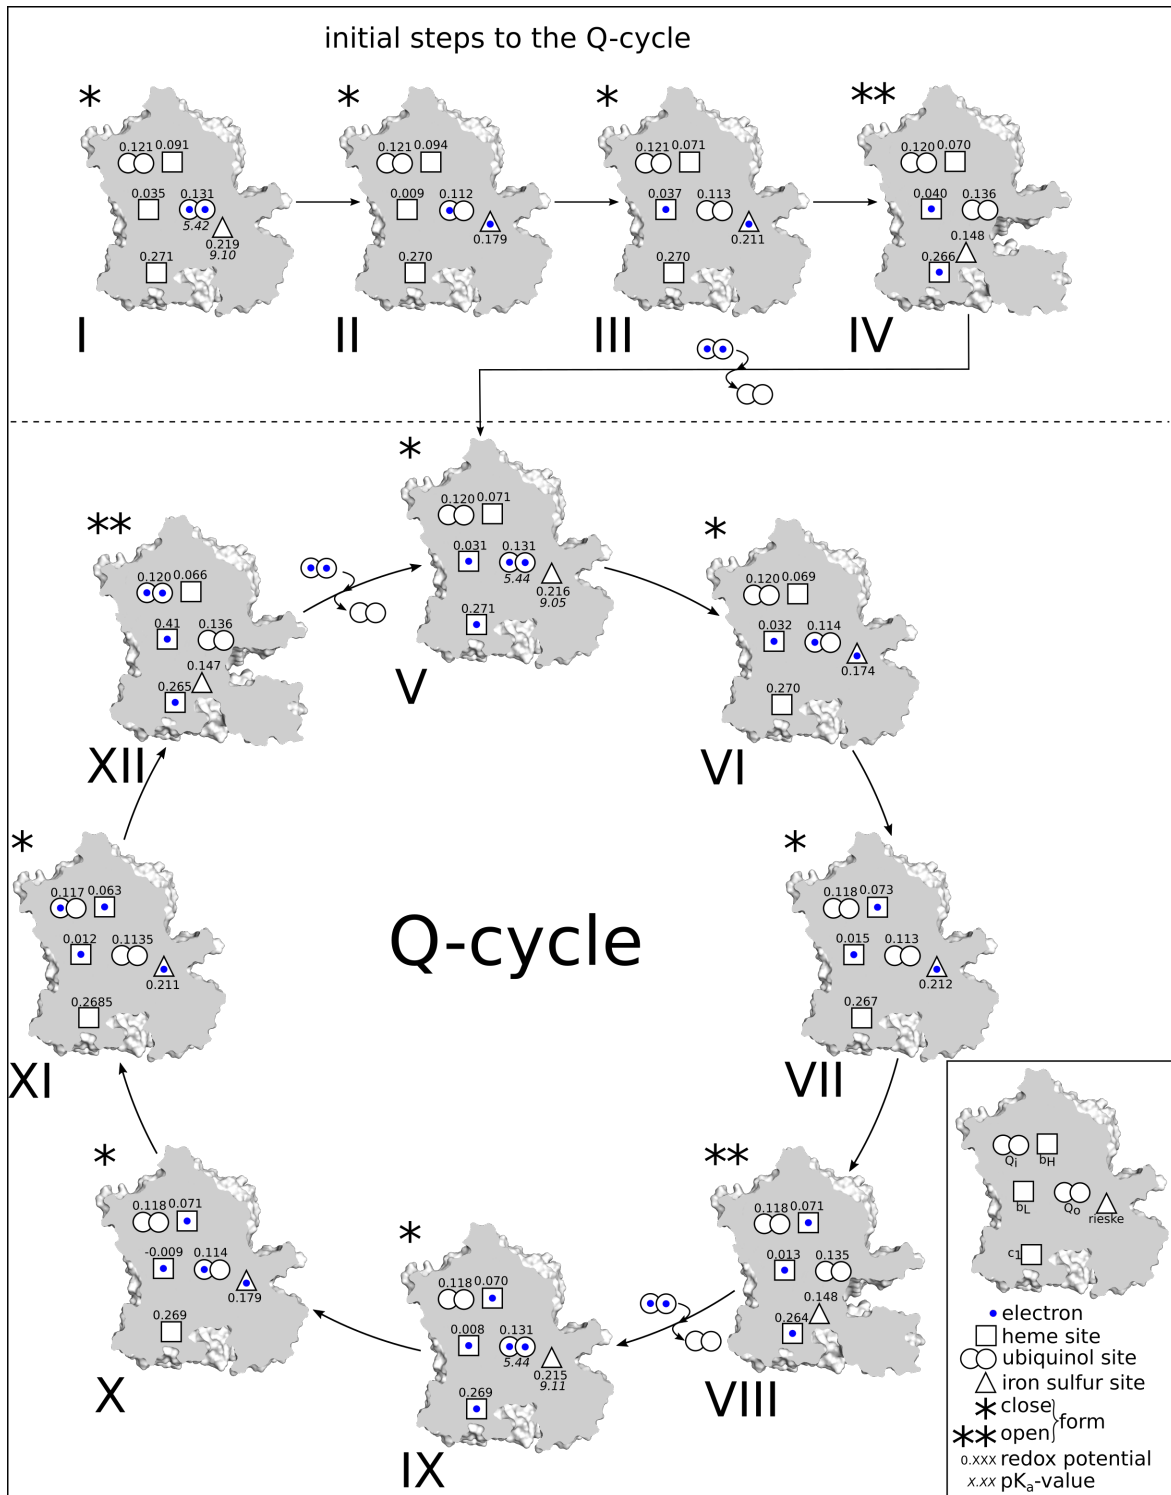 initial steps to the Q-cycle
* * * **
0.121 0.091 0.121 0.094 0.121 0.071 0.120 0.070
0.035 0.131 0.009 0.112 0.037 0.113 0.040 0.136
5.42
0.219 0.179 0.211 0.148
9.10
0.271 0.270 0.270 0.266
I II III IV
*
0.120 0.071
0.031 0.131
5.44
0.216
9.05
0.271
V
*
0.120 0.069
0.032 0.114
0.174
0.270
VI
*
0.118 0.073
0.015 0.113
0.212
0.267
VII
**
0.118 0.071
0.013 0.135
0.148
0.264
VIII
*
0.118 0.070
0.008 0.131
5.44
0.215
9.11
0.269
IX
*
0.118 0.071
-0.009 0.114
0.179
0.269
X
*
0.117 0.063
0.012 0.1135
0.211
0.2685
XI
**
0.120 0.066
0.41 0.136
0.147
0.265
XII
Q-cycle
Qi bH
bL Qo rieske
c1
electron
heme site
ubiquinol site
iron sulfur site
* close
** open
}form
0.XXX redox potential
X.XX pKa-value